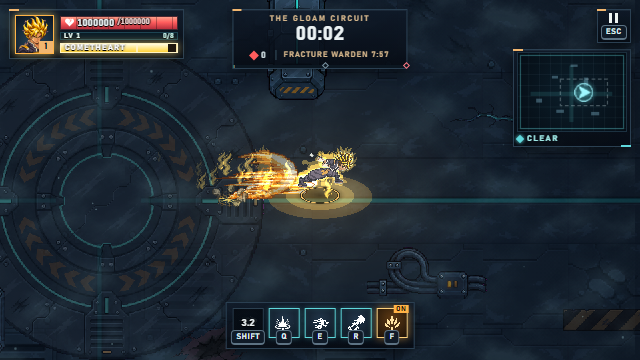 1000000/1000000
LV 1 0/8
COMETHEART
1
THE GLOAM CIRCUIT
00:02
0 FRACTURE WARDEN 7:57
ESC
CLEAR
3.2
SHIFT
Q
E
R
ON
F